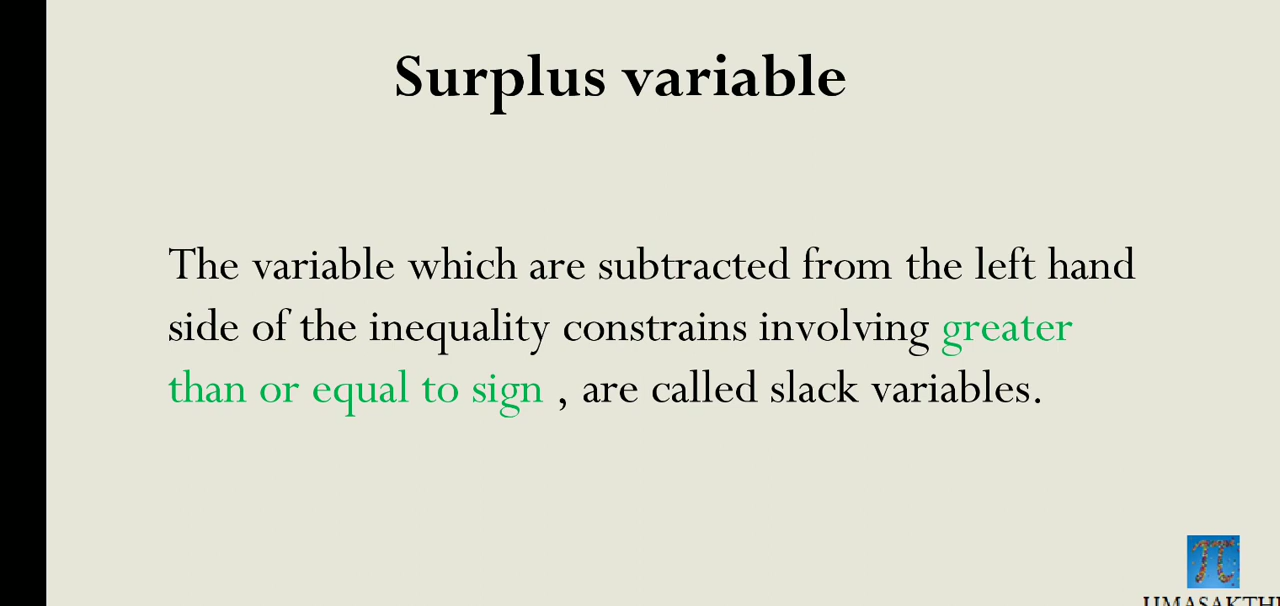 Surplus variable
The variable which are subtracted from the left hand
side of the inequality constrains involving greater
than or equal to sign , are called slack variables.